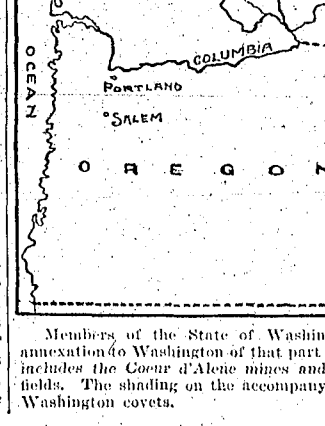 OCEAN
COLUMBIA
PORTLAND
SALEM
OREGON
Members of the State of Washin
annexation to Washington of that part
includes the Coeur d'Alene mines and
fields. The shading on the accompany
Washington covets.